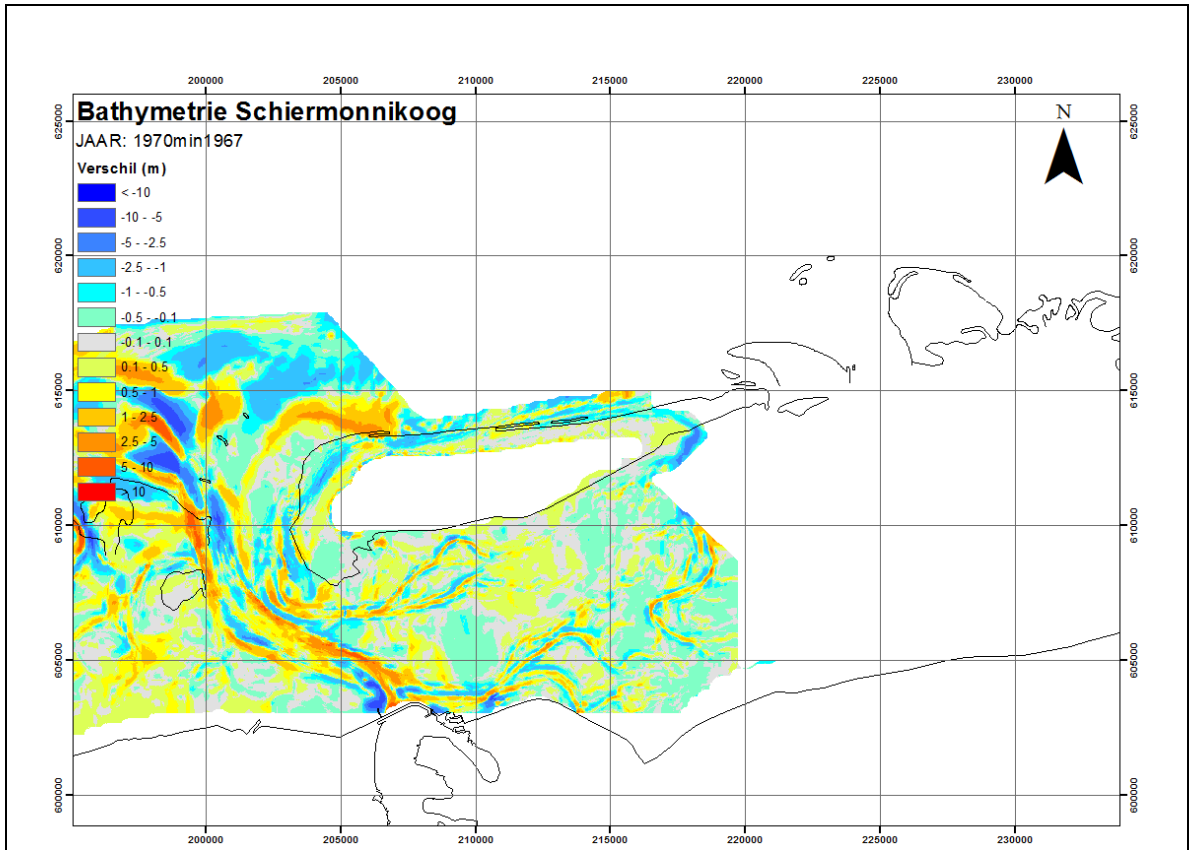 200000 205000 210000 215000 220000 225000 230000
Bathymetrie Schiermonnikoog
JAAR: 1970min1967
Verschil (m)
< -10
-10 - -5
-5 - -2.5
-2.5 - -1
-1 - -0.5
-0.5 - -0.1
-0.1 - 0.1
0.1 - 0.5
0.5 - 1
1 - 2.5
2.5 - 5
5 - 10
>10
N
625000
620000
615000
610000
605000
600000
625000
620000
615000
610000
605000
600000
200000 205000 210000 215000 220000 225000 230000